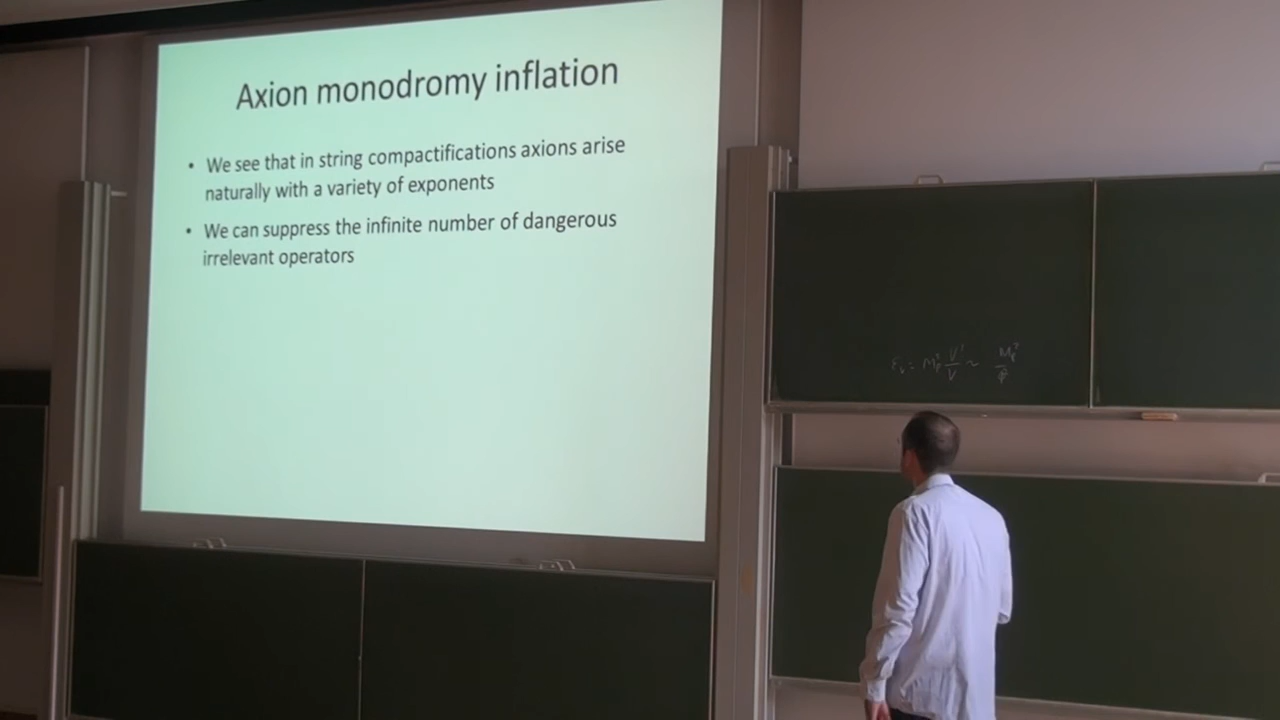 Axion monodromy inflation
• We see that in string compactifications axions arise
naturally with a variety of exponents
• We can suppress the infinite number of dangerous
irrelevant operators